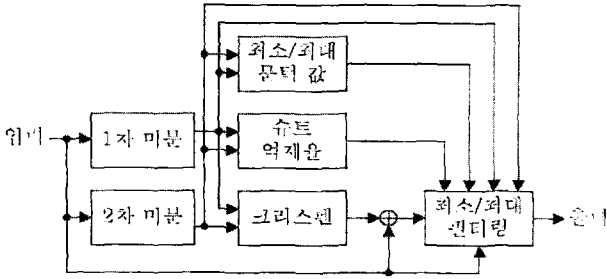 최소/최대
문턱 값
입력
1차 미분
슈트
억제율
2차 미분
크리스펜
최소/최대
필터링
출력